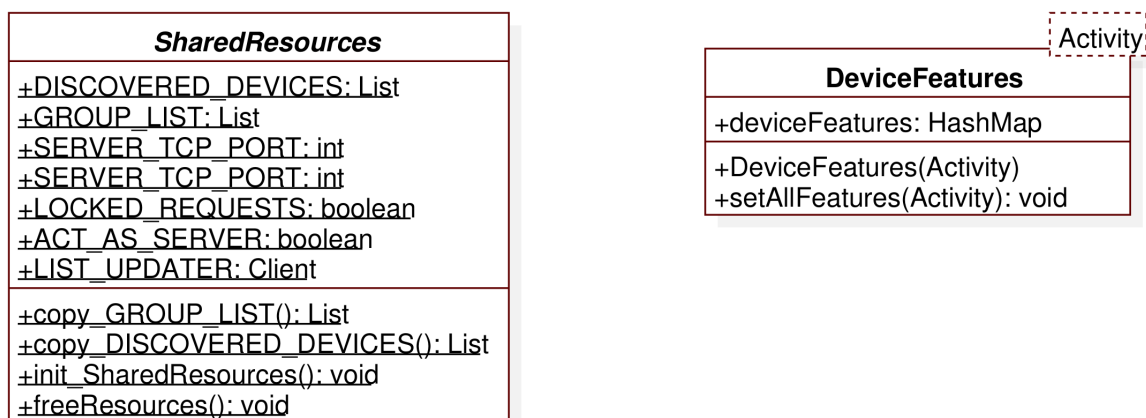 SharedResources
+DISCOVERED_DEVICES: List
+GROUP_LIST: List
+SERVER_TCP_PORT: int
+SERVER_TCP_PORT: int
+LOCKED_REQUESTS: boolean
+ACT_AS_SERVER: boolean
+LIST_UPDATER: Client
+copy_GROUP_LIST(): List
+copy_DISCOVERED_DEVICES(): List
+init_SharedResources(): void
+freeResources(): void
Activity
DeviceFeatures
+deviceFeatures: HashMap
+DeviceFeatures(Activity)
+setAllFeatures(Activity): void